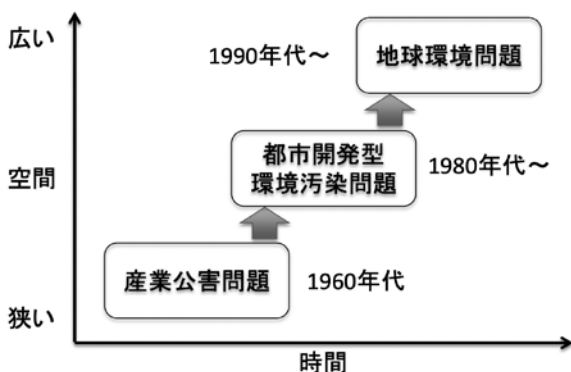 広い
1990年代～
地球環境問題
空間
都市開発型
環境汚染問題
1980年代～
産業公害問題
1960年代
狭い
時間